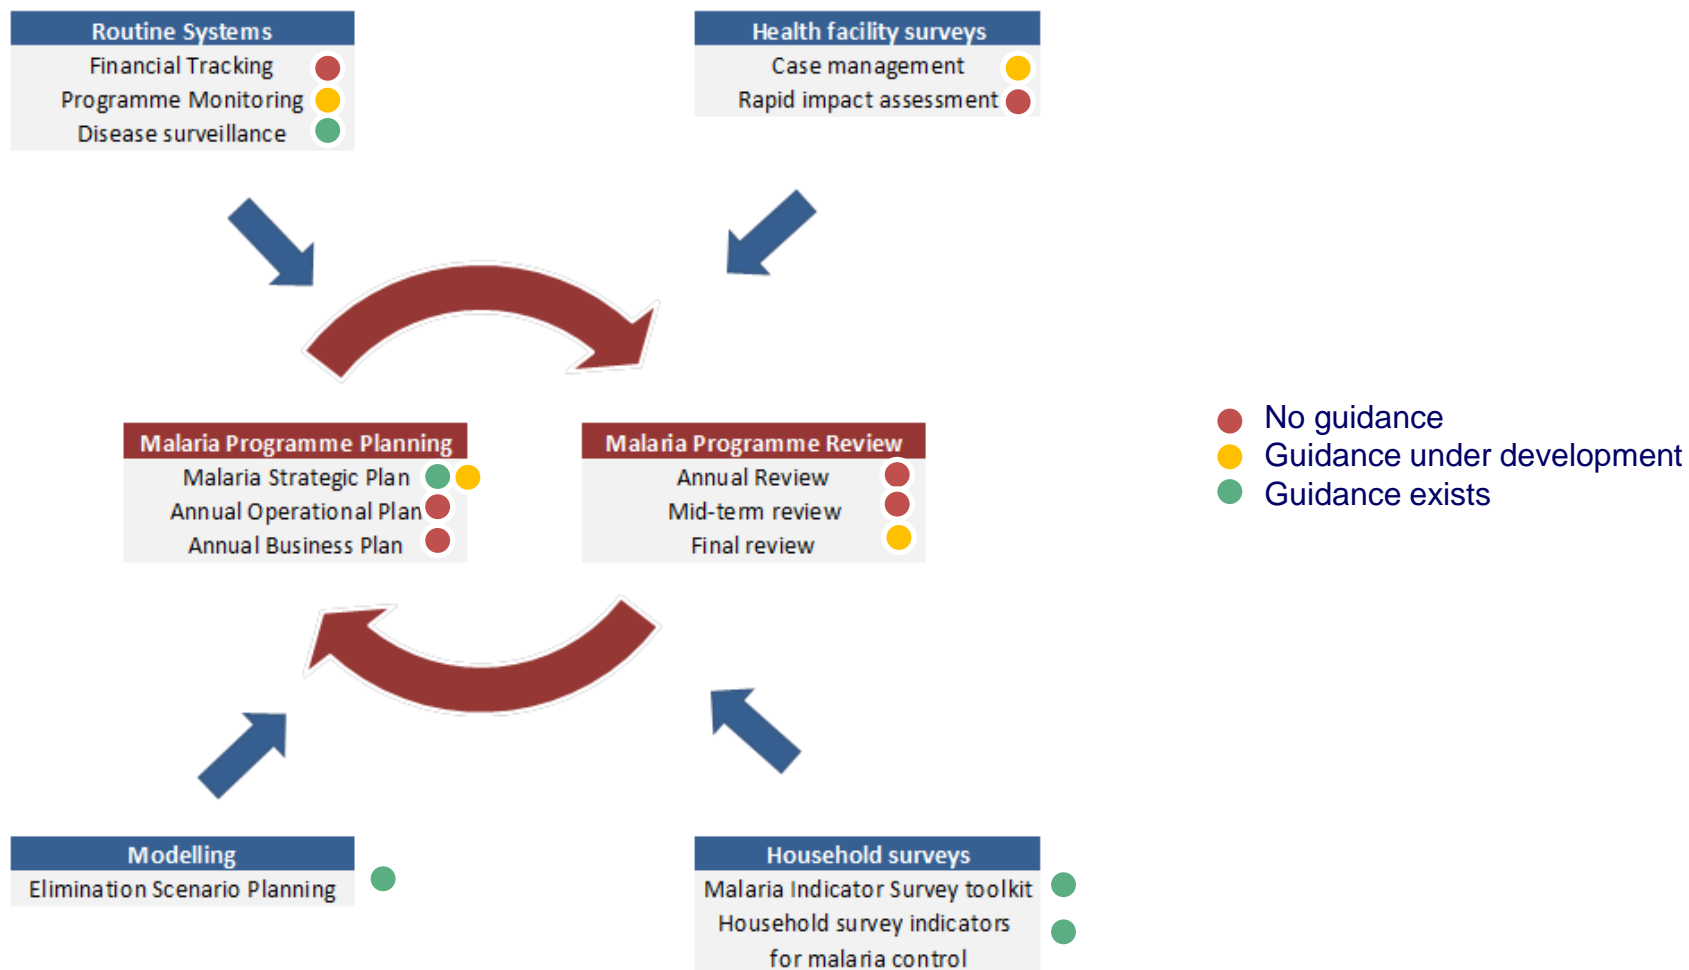 Routine Systems
Financial Tracking
Programme Monitoring
Disease surveillance
Health facility surveys
Case management
Rapid impact assessment
Malaria Programme Planning
Malaria Strategic Plan
Annual Operational Plan
Annual Business Plan
Malaria Programme Review
Annual Review
Mid-term review
Final review
No guidance
Guidance under development
Guidance exists
Modelling
Elimination Scenario Planning
Household surveys
Malaria Indicator Survey toolkit
Household survey indicators
for malaria control